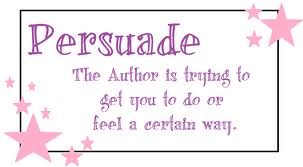 Persuade
The Author is trying to
get you to do or
feel a certain way.